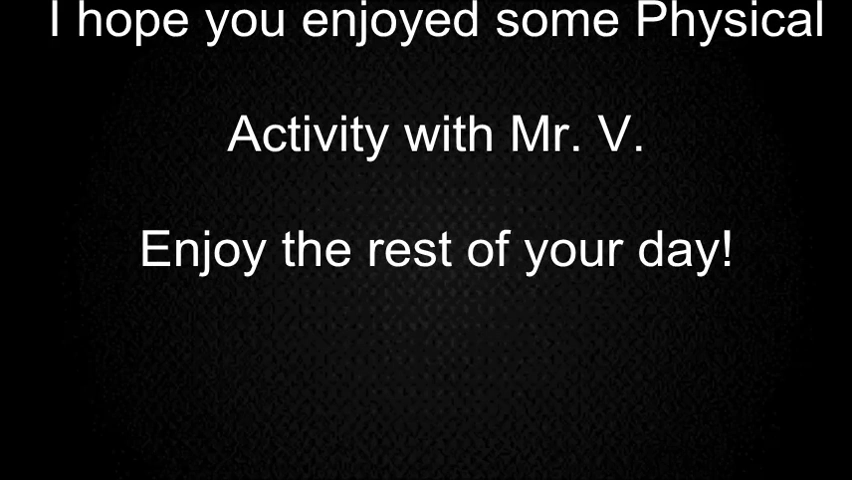 I hope you enjoyed some Physical
Activity with Mr. V.
Enjoy the rest of your day!